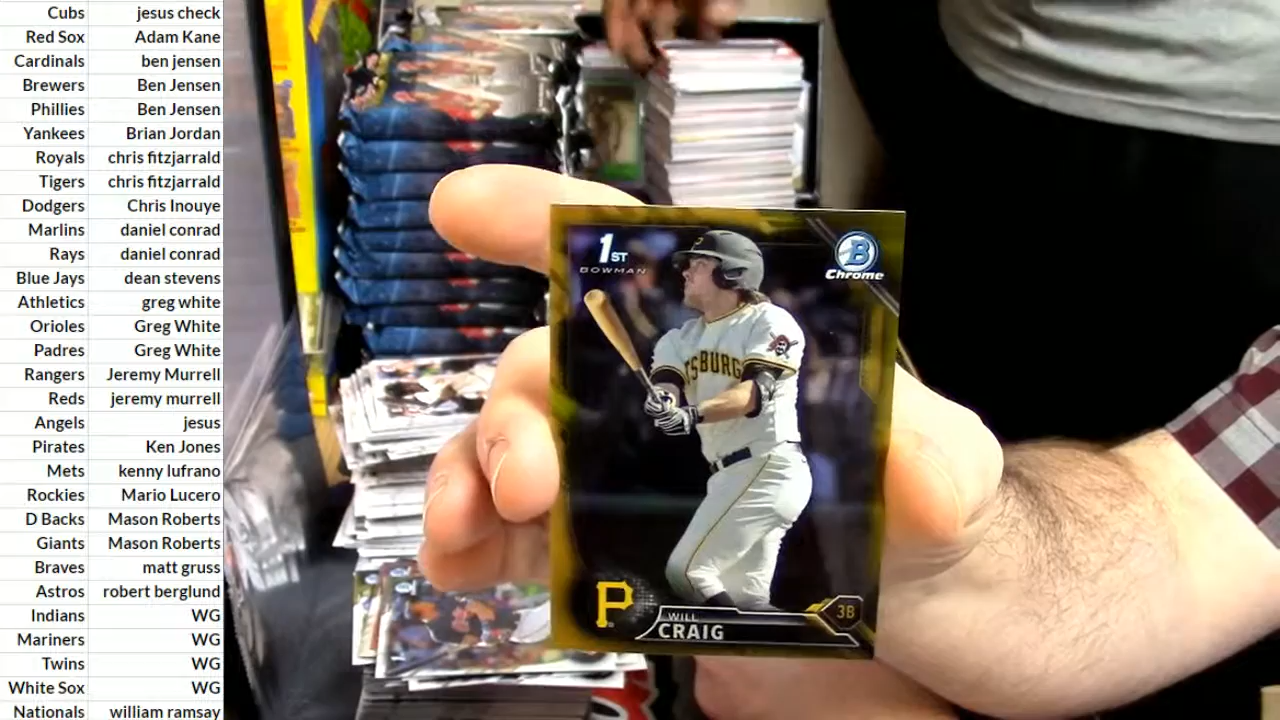 Cubs jesus check
Red Sox Adam Kane
Cardinals ben jensen
Brewers Ben Jensen
Phillies Ben Jensen
Yankees Brian Jordan
Royals chris fitzjarrald
Tigers chris fitzjarrald
Dodgers Chris Inouye
Marlins daniel conrad
Rays daniel conrad
Blue Jays dean stevens
Athletics greg white
Orioles Greg White
Padres Greg White
Rangers Jeremy Murrell
Reds jeremy murrell
Angels jesus
Pirates Ken Jones
Mets kenny lufrano
Rockies Mario Lucero
D Backs Mason Roberts
Giants Mason Roberts
Braves matt gruss
Astros robert berglund
Indians WG
Mariners WG
Twins WG
White Sox WG
Nationals william ramsay
1ST
BOWMAN
B
Chrome
P
TSBURG
P
WILL
CRAIG
3B